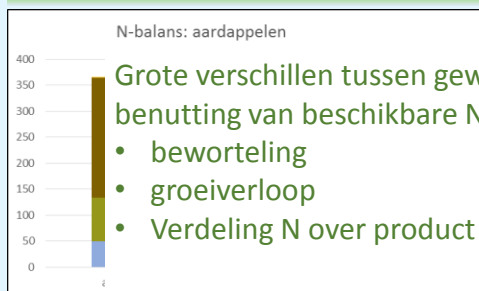 N-balans: aardappelen
400
350
300
250
200
150
100
50
0
Grote verschillen tussen
benutting van beschikbare N
• beworteling
• groeiverloop
• Verdeling N over product